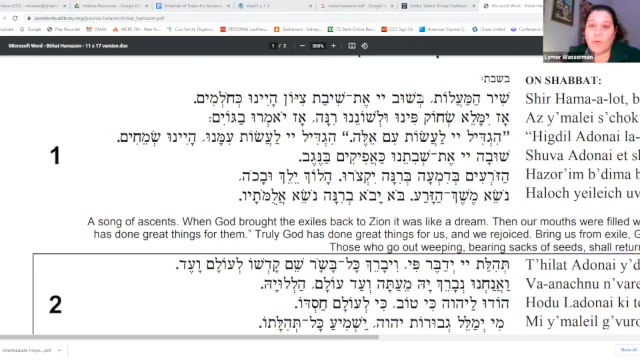 Microsoft Word - Birkat Hamazon - 11 x 17 version.doc
1 / 2
300%
Lynner Wasserman
בשבת:
ON SHABBAT:
שִׁיר הַמַּעֲלוֹת, בְּשׁוּב יי אֶת־שִׁיבַת צִיּוֹן הָיִינוּ כְּחֹלְמִים.
Shir Hama-a-lot, b
אָז יִמָּלֵא שְׂחוֹק פִּינוּ וּלְשׁוֹנֵנוּ רִנָּה, אָז יֹאמְרוּ בַגּוֹיִם:
Az y'malei s'chok
"הִגְדִּיל יי לַעֲשׂוֹת עִם אֵלֶּה." הִגְדִּיל יי לַעֲשׂוֹת עִמָּנוּ, הָיִינוּ שְׂמֵחִים.
"Higdil Adonai la-
1
שׁוּבָה יי אֶת־שְׁבִתֵנוּ כַּאֲפִיקִים בַּנֶּגֶב.
Shuva Adonai et sh
הַזֹּרְעִים בְּדִמְעָה בְּרִנָּה יִקְצֹרוּ. הָלוֹךְ יֵלֵךְ וּבָכֹה,
Hazor'im b'dima b
נֹשֵׂא מֶשֶׁךְ־הַזָּרַע. בֹּא יָבֹא בְרִנָּה נֹשֵׂא אֲלֻמֹּתָיו.
Haloch yeileich uv
A song of ascents. When God brought the exiles back to Zion it was like a dream. Then our mouths were filled w
has done great things for them." Truly God has done great things for us, and we rejoiced. Bring us from exile, G
Those who go out weeping, bearing sacks of seeds, shall retur
תְּהִלַּת יי יְדַבֶּר פִּי, וִיבָרֵךְ כָּל־בָּשָׂר שֵׁם קָדְשׁוֹ לְעוֹלָם וָעֶד.
T'hilat Adonai y'd
וַאֲנַחְנוּ נְבָרֵךְ יָהּ מֵעַתָּה וְעַד עוֹלָם, הַלְלוּיָהּ.
Va-anachnu n'vare
2
הוֹדוּ לַיהוה כִּי טוֹב, כִּי לְעוֹלָם חַסְדּוֹ.
Hodu Ladonai ki to
מִי יְמַלֵּל גְּבוּרוֹת יהוה, יַשְׁמִיעַ כָּל־תְּהִלָּתוֹ
Mi y'maleil g'vuro
Show all